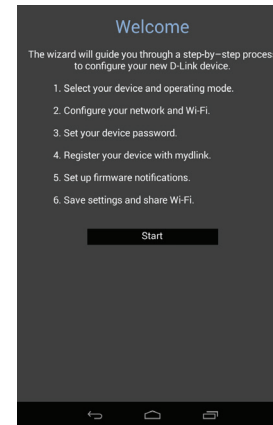 Welcome
The wizard will guide you through a step-by-step process
to configure your new D-Link device.
1. Select your device and operating mode.
2. Configure your network and Wi-Fi.
3. Set your device password.
4. Register your device with mydlink.
5. Set up firmware notifications.
6. Save settings and share Wi-Fi.
Start